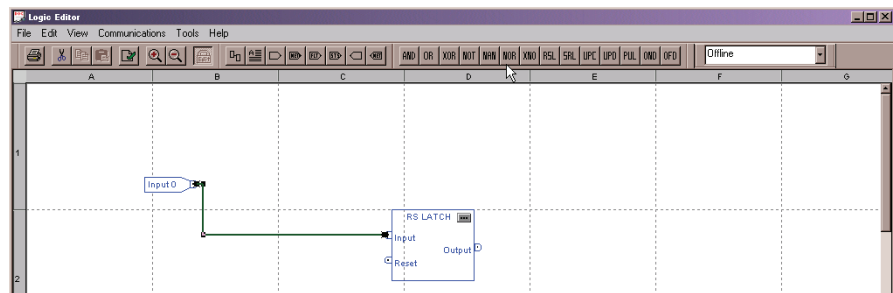 Logic Editor
File Edit View Communications Tools Help
AND OR XOR NOT NAN NOR XNO RSL SRL UPC UPD PUL OND OFD Offline
A B C D E F G
1
Input 0
RS LATCH
Input
Output
Reset
2